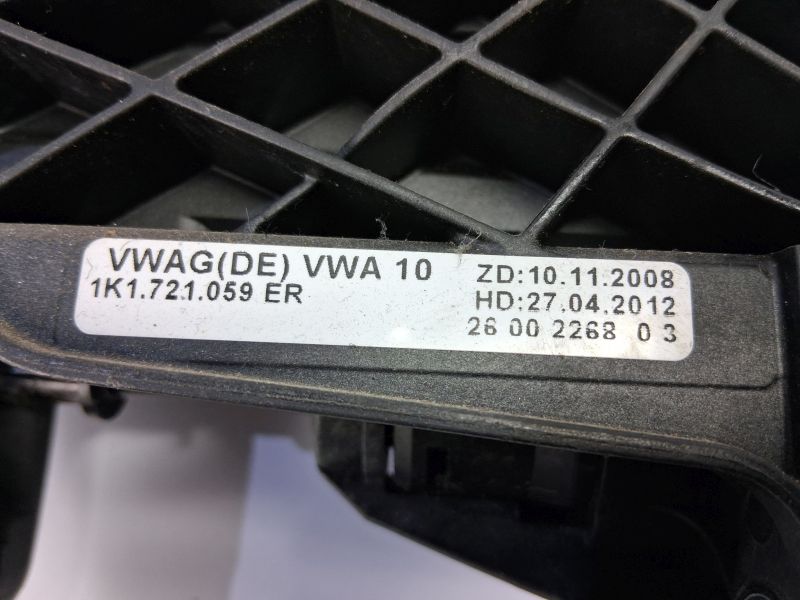 VWAG(DE) VWA 10
1K1.721.059 ER
ZD:10.11.2008
HD:27.04.2012
26 00 2268 0 3